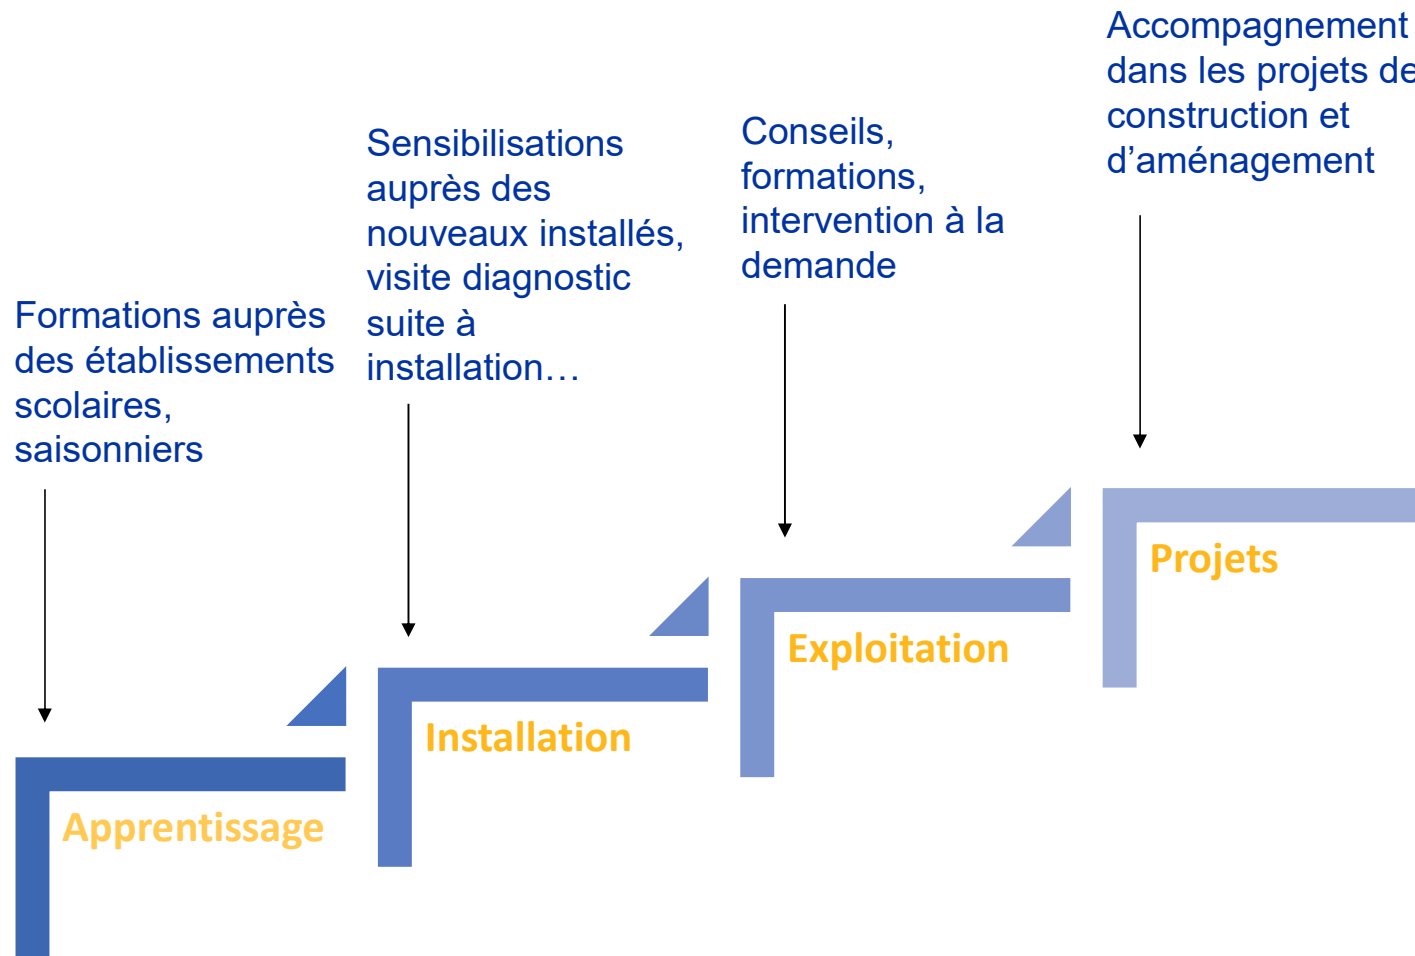 Formations auprès
des établissements
scolaires,
saisonniers
Sensibilisations
auprès des
nouveaux installés,
visite diagnostic
suite à
installation…
Conseils,
formations,
intervention à la
demande
Accompagnement
dans les projets de
construction et
d’aménagement
Apprentissage
Installation
Exploitation
Projets